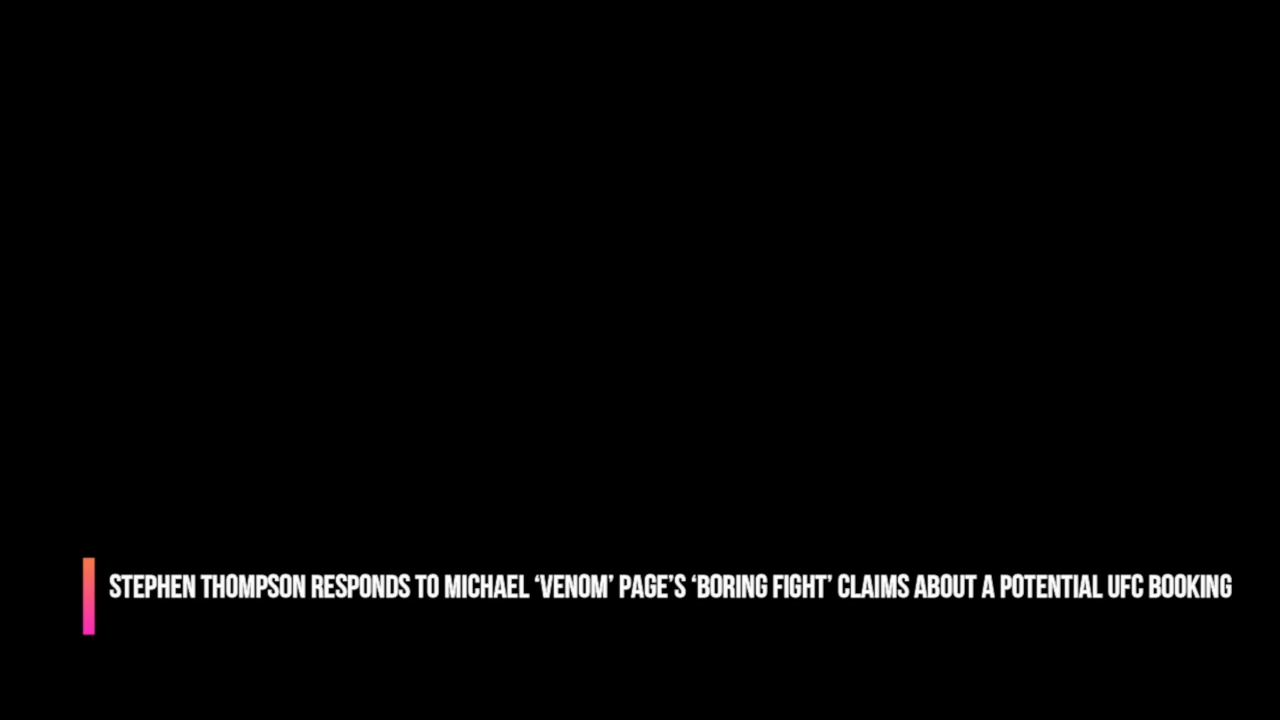 STEPHEN THOMPSON RESPONDS TO MICHAEL ‘VENOM’ PAGE’S ‘BORING FIGHT’ CLAIMS ABOUT A POTENTIAL UFC BOOKING